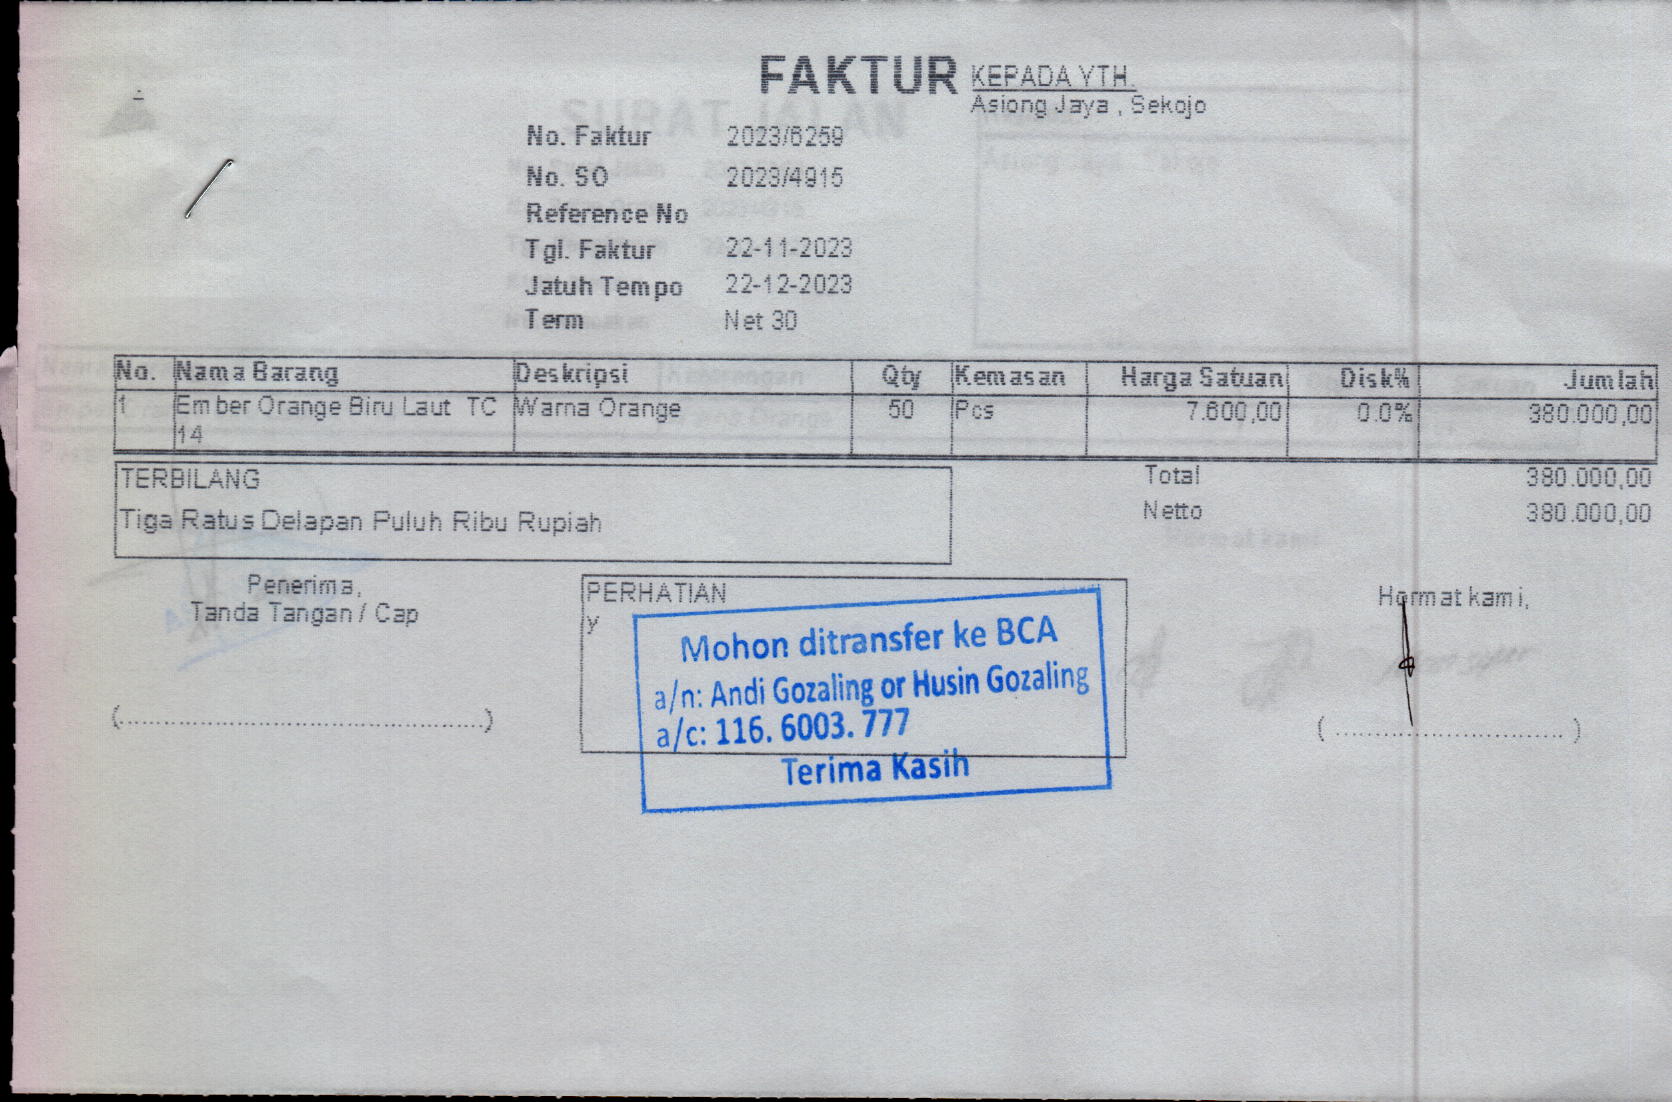 FAKTUR
KEPADA YTH.
Asiong Jaya , Sekojo
No. Faktur 2023/6259
No. SO 2023/4915
Reference No
Tgl. Faktur 22-11-2023
Jatuh Tempo 22-12-2023
Term Net 30
No. Nama Barang Deskripsi Qty Kemasan Harga Satuan Disk% Jumlah
1 Ember Orange Biru Laut TC Warna Orange 50 Pcs 7.600,00 0.0% 380.000,00
14
TERBILANG
Tiga Ratus Delapan Puluh Ribu Rupiah
Total 380.000,00
Netto 380.000,00
Penerima,
Tanda Tangan / Cap
(...............................................)
PERHATIAN
y
Mohon ditransfer ke BCA
a/n: Andi Gozaling or Husin Gozaling
a/c: 116. 6003. 777
Terima Kasih
Hormat kami,
( ............................. )
SURAT JALAN